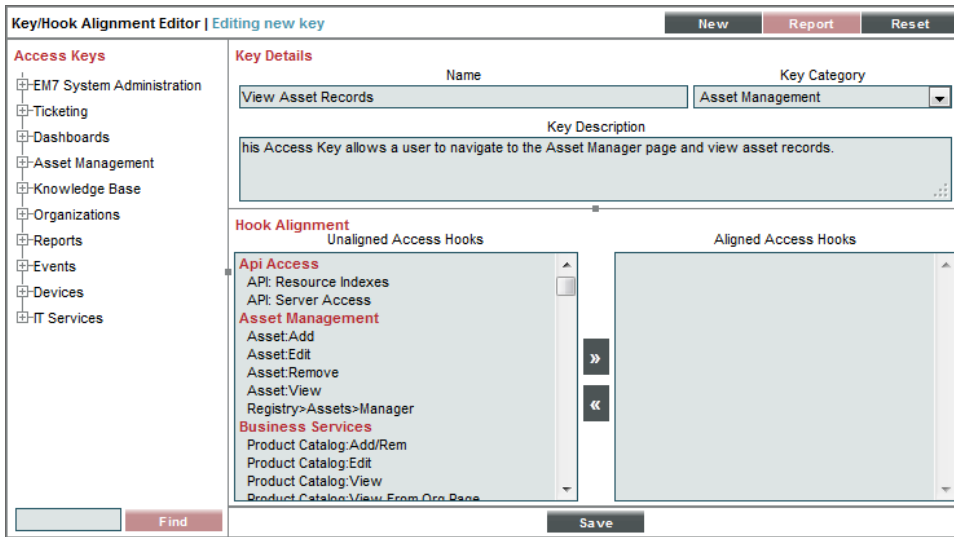 Key/Hook Alignment Editor | Editing new key
New
Report
Reset
Access Keys
EM7 System Administration
Ticketing
Dashboards
Asset Management
Knowledge Base
Organizations
Reports
Events
Devices
IT Services
Find
Key Details
Name
Key Category
View Asset Records
Asset Management
Key Description
his Access Key allows a user to navigate to the Asset Manager page and view asset records.
Hook Alignment
Unaligned Access Hooks
Aligned Access Hooks
Api Access
API: Resource Indexes
API: Server Access
Asset Management
Asset:Add
Asset:Edit
Asset:Remove
Asset:View
Registry>Assets>Manager
Business Services
Product Catalog:Add/Rem
Product Catalog:Edit
Product Catalog:View
Product Catalog:View From Org Page
»
«
Save